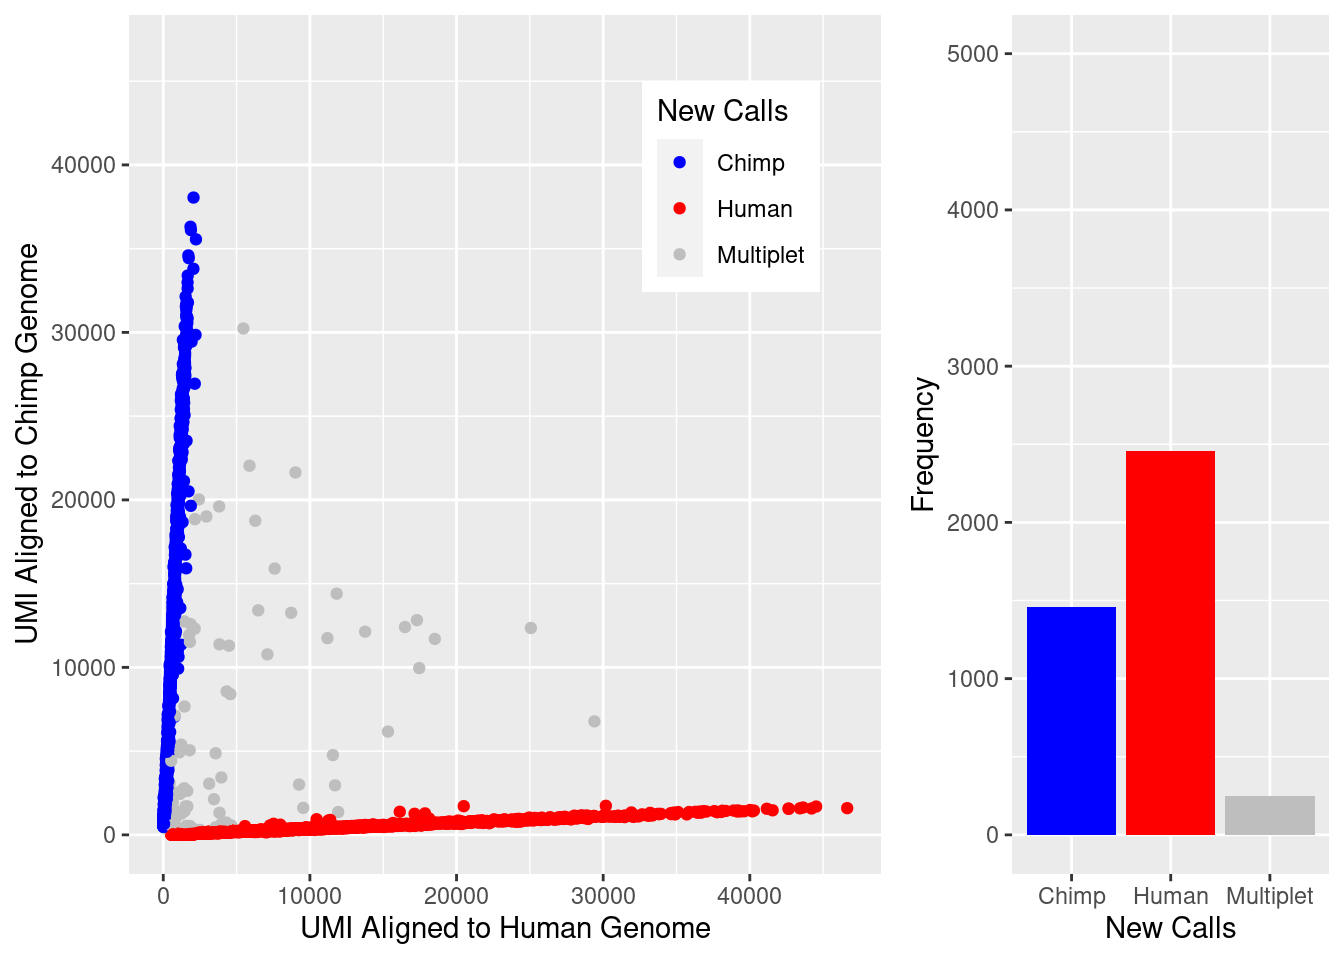 New Calls
Chimp
Human
Multiplet
UMI Aligned to Chimp Genome
40000
30000
20000
10000
0
0 10000 20000 30000 40000
UMI Aligned to Human Genome
Frequency
5000
4000
3000
2000
1000
0
Chimp Human Multiplet
New Calls